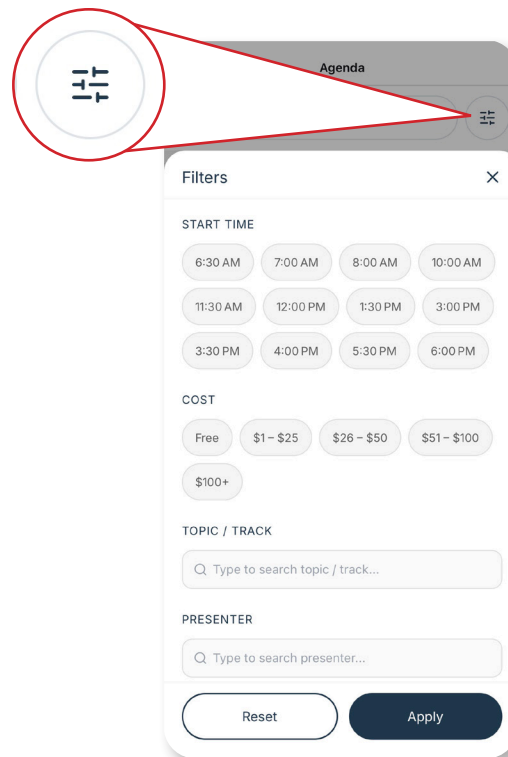 Agenda
Filters
START TIME
6:30 AM 7:00 AM 8:00 AM 10:00 AM
11:30 AM 12:00 PM 1:30 PM 3:00 PM
3:30 PM 4:00 PM 5:30 PM 6:00 PM
COST
Free $1 – $25 $26 – $50 $51 – $100
$100+
TOPIC / TRACK
Type to search topic / track...
PRESENTER
Type to search presenter...
Reset Apply